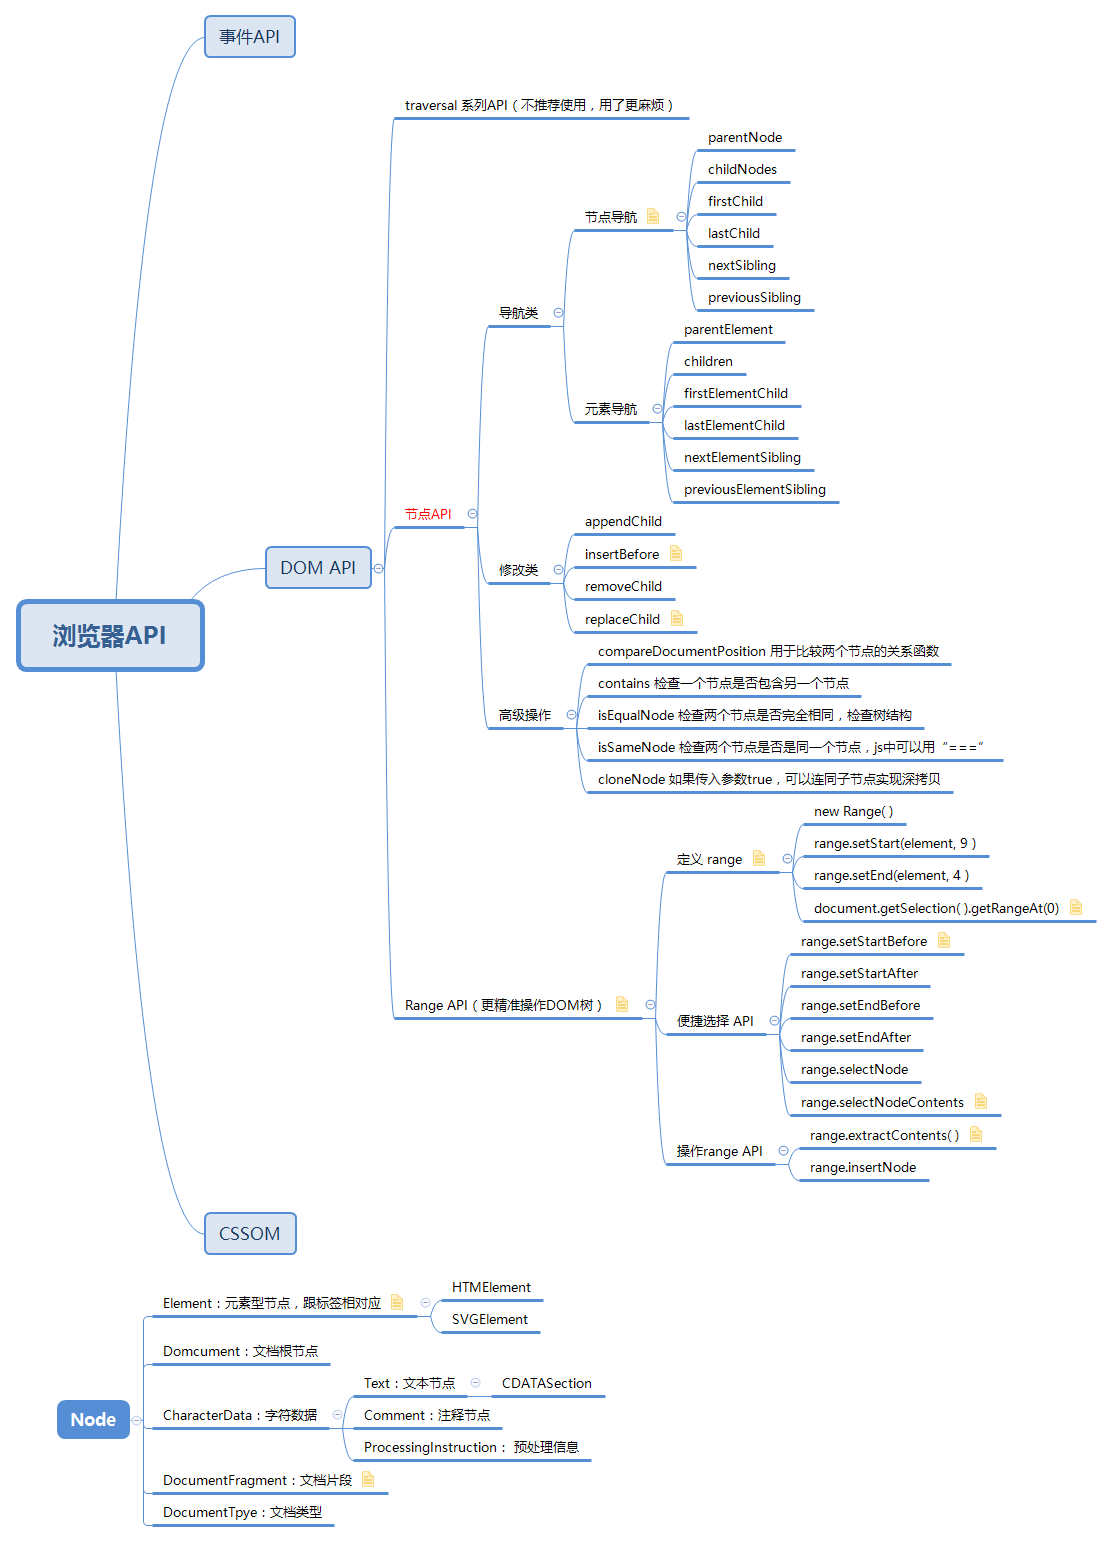 事件API
traversal 系列API（不推荐使用，用了更麻烦）
parentNode
childNodes
firstChild
节点导航
lastChild
nextSibling
previousSibling
导航类
parentElement
children
firstElementChild
元素导航
lastElementChild
nextElementSibling
previousElementSibling
节点API
appendChild
insertBefore
修改类
removeChild
replaceChild
DOM API
浏览器API
compareDocumentPosition 用于比较两个节点的关系函数
contains 检查一个节点是否包含另一个节点
高级操作
isEqualNode 检查两个节点是否完全相同，检查树结构
isSameNode 检查两个节点是否是同一个节点，js中可以用“===”
cloneNode 如果传入参数true，可以连同子节点实现深拷贝
new Range( )
range.setStart(element, 9 )
定义 range
range.setEnd(element, 4 )
document.getSelection( ).getRangeAt(0)
range.setStartBefore
range.setStartAfter
Range API（更精准操作DOM树）
range.setEndBefore
便捷选择 API
range.setEndAfter
range.selectNode
range.selectNodeContents
range.extractContents( )
操作range API
range.insertNode
CSSOM
HTMElement
Element：元素型节点，跟标签相对应
SVGElement
Domcument：文档根节点
Text：文本节点
CDATASection
Node
CharacterData：字符数据
Comment：注释节点
ProcessingInstruction： 预处理信息
DocumentFragment：文档片段
DocumentTpye：文档类型